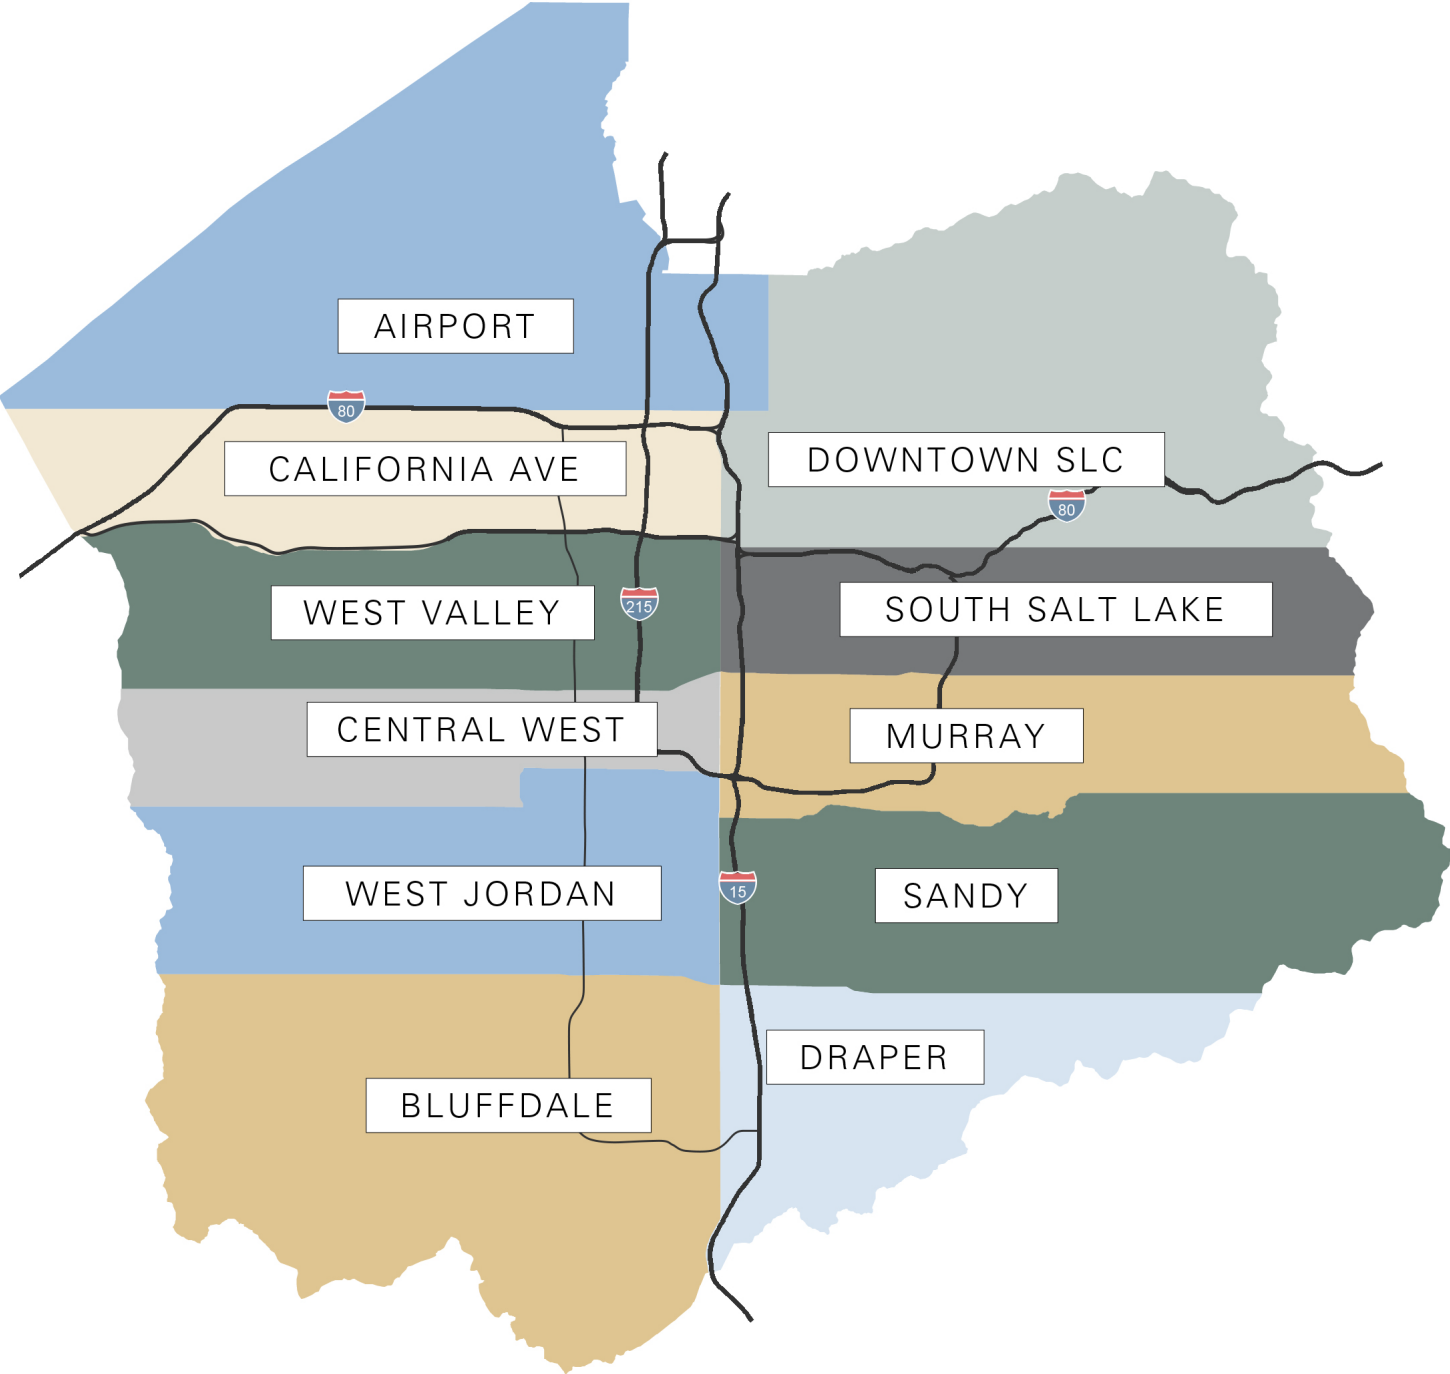 AIRPORT
80
CALIFORNIA AVE
DOWNTOWN SLC
80
WEST VALLEY
215
SOUTH SALT LAKE
CENTRAL WEST
MURRAY
WEST JORDAN
15
SANDY
DRAPER
BLUFFDALE